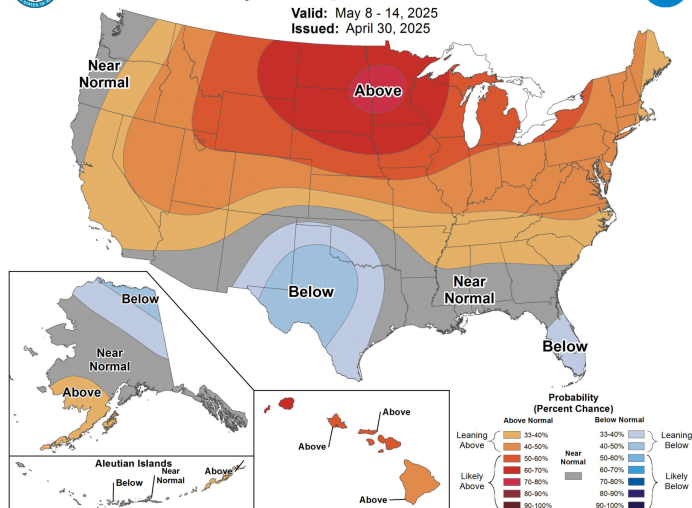 Valid: May 8 - 14, 2025
Issued: April 30, 2025
Near
Normal
Above
Below
Near
Normal
Below
Below
Near
Normal
Above
Aleutian Islands
Below
Near
Normal
Above
Above
Above
Above
Probability
(Percent Chance)
Above Normal
Below Normal
Leaning
Above
33-40%
40-50%
Likely
Above
50-60%
60-70%
70-80%
80-90%
90-100%
Near
Normal
33-40%
40-50%
Leaning
Below
50-60%
60-70%
70-80%
80-90%
90-100%
Likely
Below